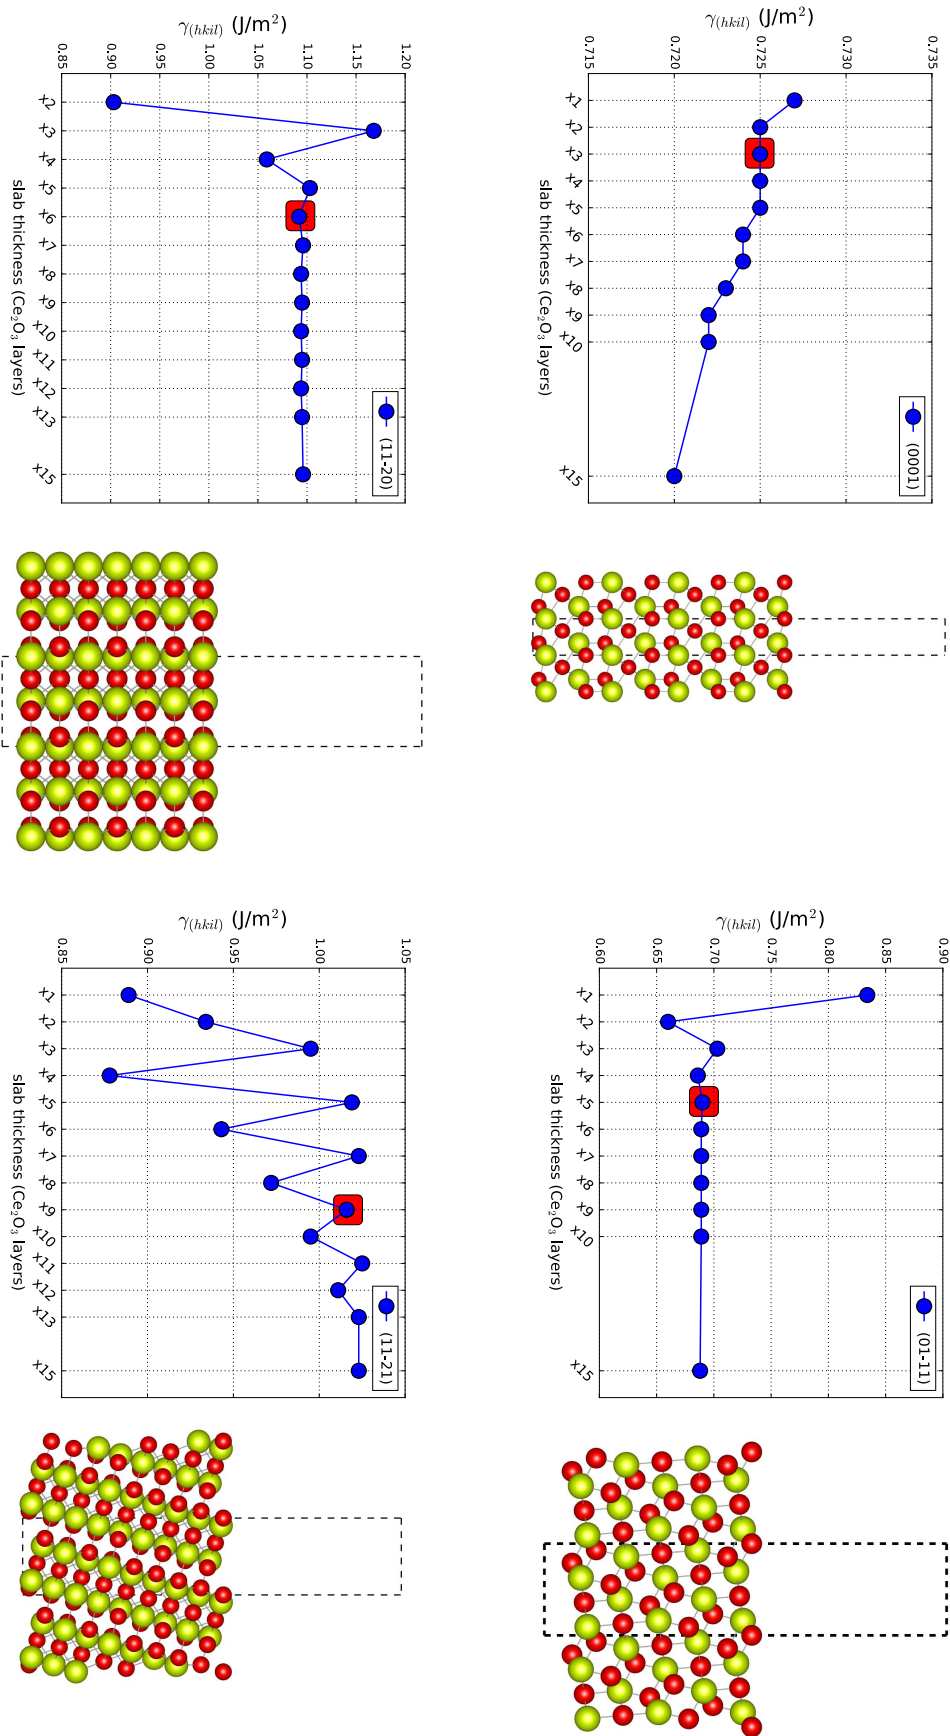 γ(hkil) (J/m²)
0.735
0.730
0.725
0.720
0.715
(0001)
x1 x2 x3 x4 x5 x6 x7 x8 x9 x10 x15
slab thickness (Ce₂O₃ layers)
γ(hkil) (J/m²)
0.90
0.85
0.80
0.75
0.70
0.65
0.60
(01-11)
x1 x2 x3 x4 x5 x6 x7 x8 x9 x10 x15
slab thickness (Ce₂O₃ layers)
γ(hkil) (J/m²)
1.20
1.15
1.10
1.05
1.00
0.95
0.90
0.85
(11-20)
x2 x3 x4 x5 x6 x7 x8 x9 x10 x11 x12 x13 x15
slab thickness (Ce₂O₃ layers)
γ(hkil) (J/m²)
1.05
1.00
0.95
0.90
0.85
(11-21)
x1 x2 x3 x4 x5 x6 x7 x8 x9 x10 x11 x12 x13 x15
slab thickness (Ce₂O₃ layers)